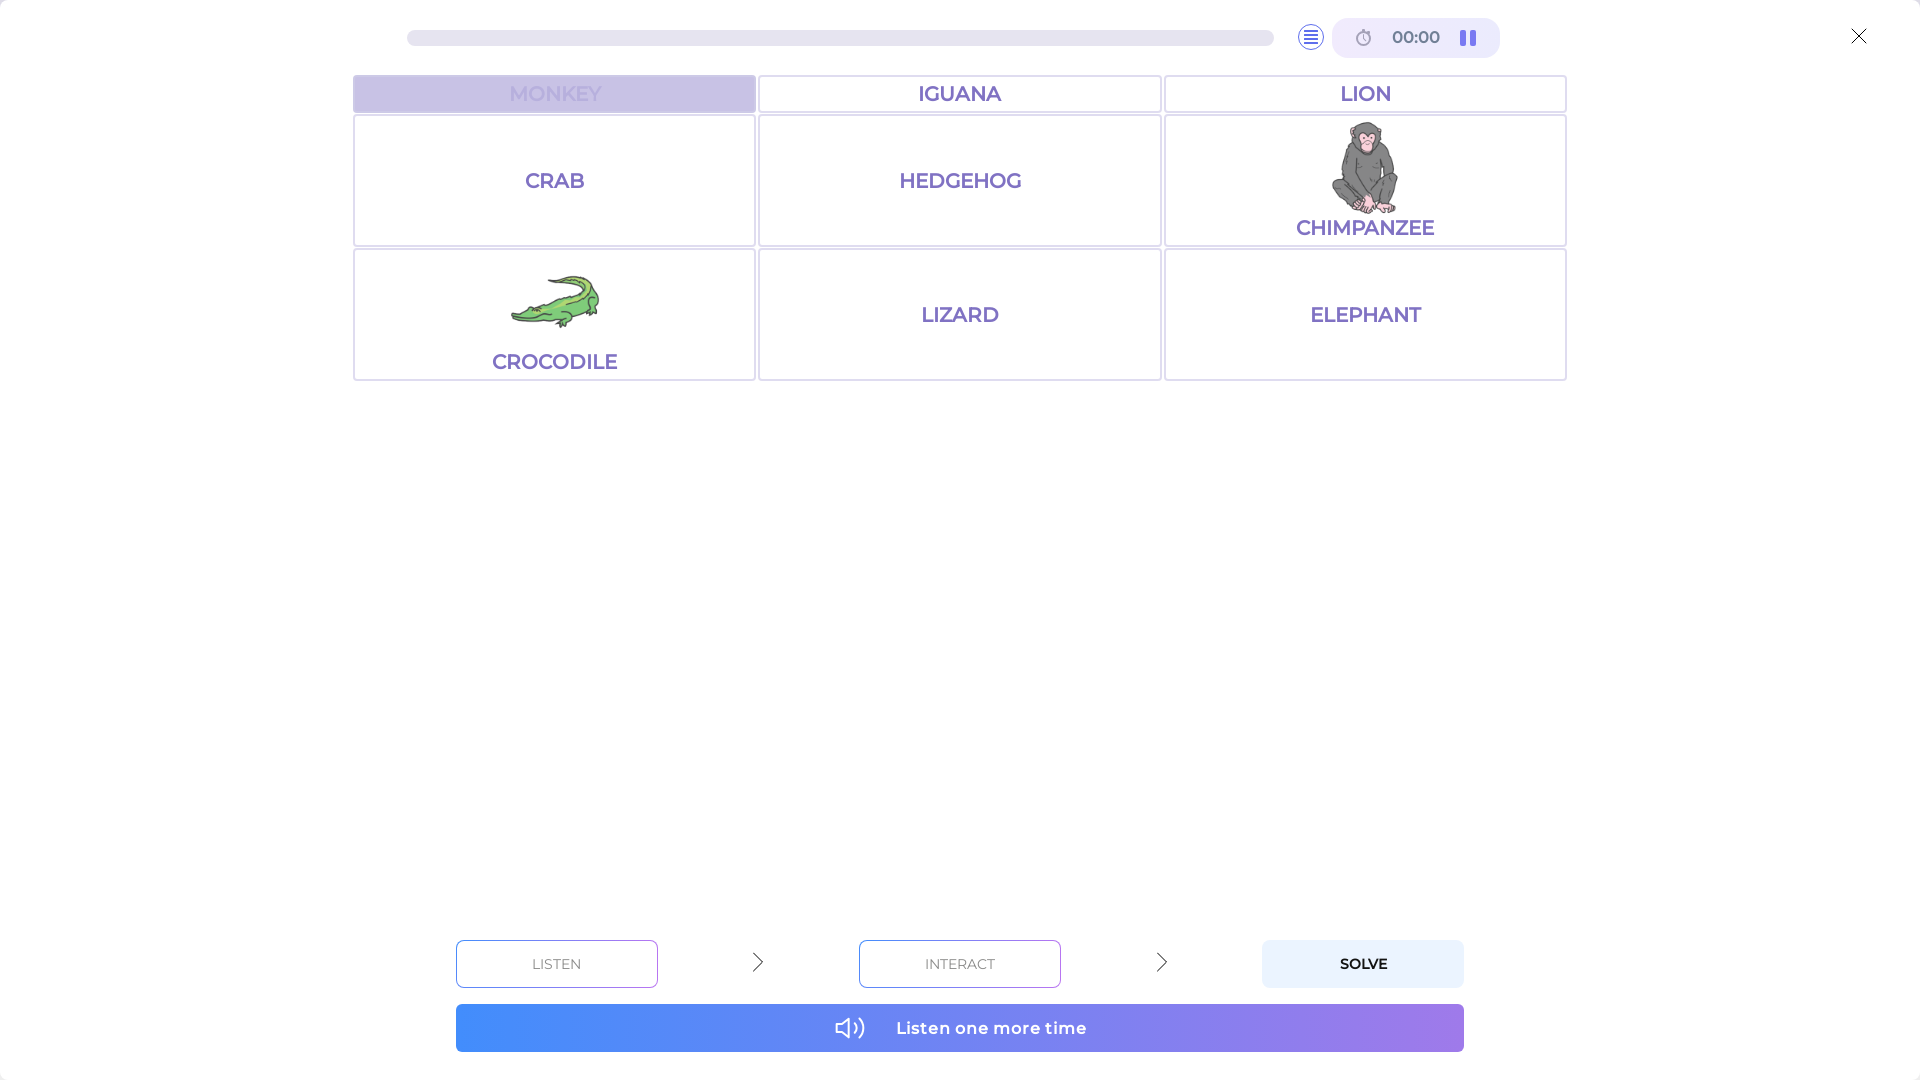 00:00
MONKEY
IGUANA
LION
CRAB
HEDGEHOG
CHIMPANZEE
CROCODILE
LIZARD
ELEPHANT
LISTEN
INTERACT
SOLVE
Listen one more time